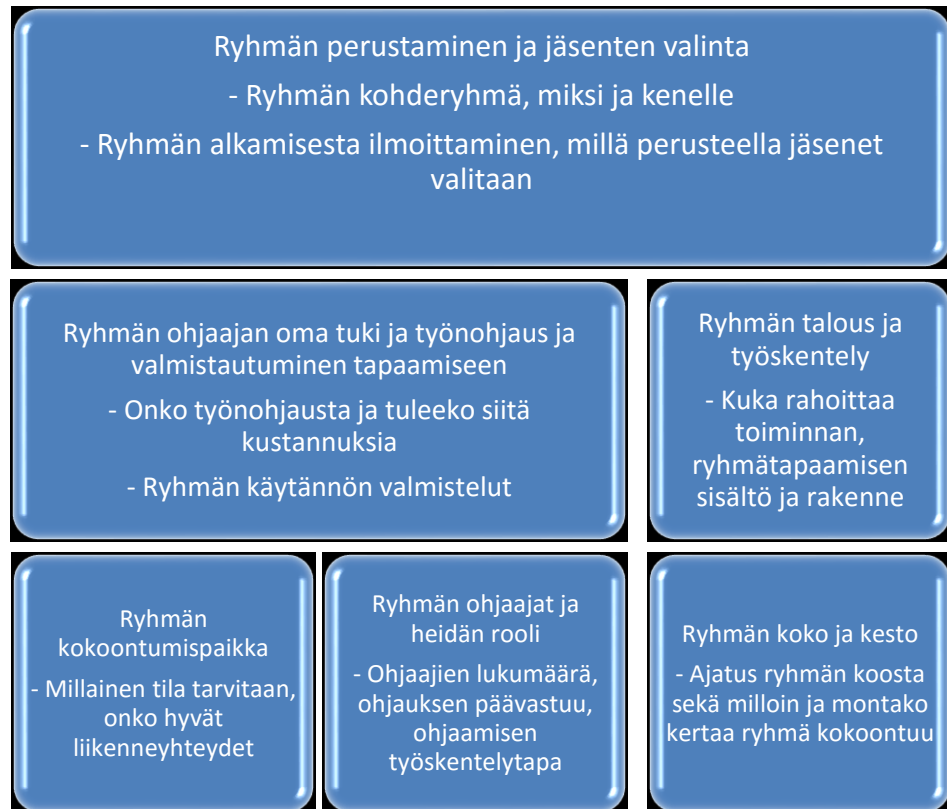 Ryhmän perustaminen ja jäsenten valinta
- Ryhmän kohderyhmä, miksi ja kenelle
- Ryhmän alkamisesta ilmoittaminen, millä perusteella jäsenet
valitaan
Ryhmän ohjaajan oma tuki ja työnohjaus ja
valmistautuminen tapaamiseen
- Onko työnohjausta ja tuleeko siitä
kustannuksia
- Ryhmän käytännön valmistelut
Ryhmän talous ja
työskentely
- Kuka rahoittaa
toiminnan,
ryhmätapaamisen
sisältö ja rakenne
Ryhmän
kokoontumispaikka
- Millainen tila tarvitaan,
onko hyvät
liikenneyhteydet
Ryhmän ohjaajat ja
heidän rooli
- Ohjaajien lukumäärä,
ohjauksen päävastuu,
ohjaamisen
työskentelytapa
Ryhmän koko ja kesto
- Ajatus ryhmän koosta
sekä milloin ja montako
kertaa ryhmä kokoontuu